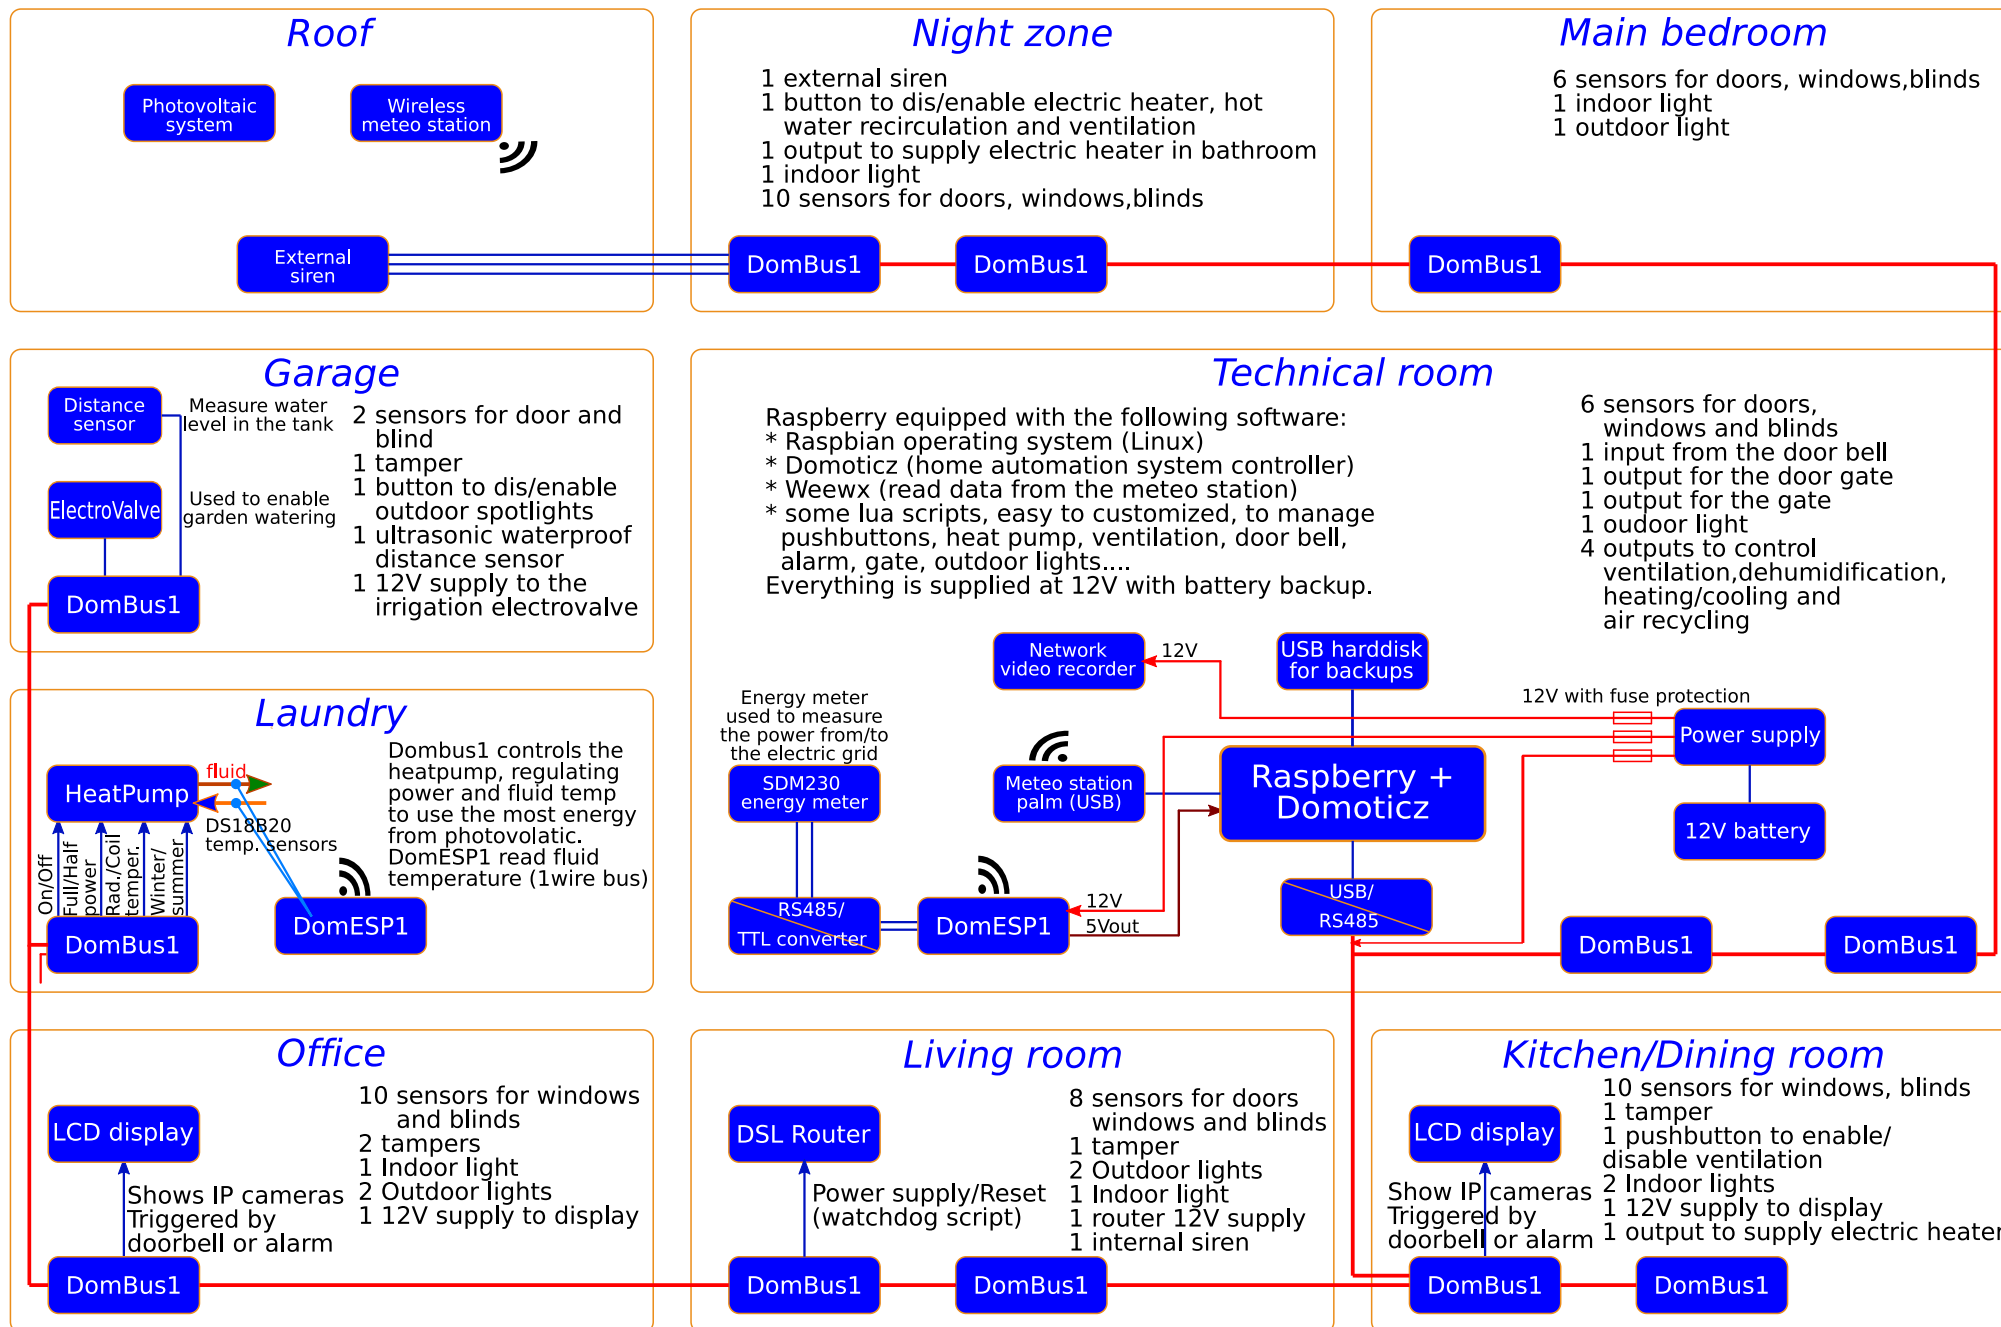 Roof
Photovoltaic
system
Wireless
meteo station
External
siren
Night zone
1 external siren
1 button to dis/enable electric heater, hot
water recirculation and ventilation
1 output to supply electric heater in bathroom
1 indoor light
10 sensors for doors, windows,blinds
DomBus1
DomBus1
Main bedroom
6 sensors for doors, windows,blinds
1 indoor light
1 outdoor light
DomBus1
Garage
Distance
sensor
Measure water
level in the tank
ElectroValve
Used to enable
garden watering
DomBus1
2 sensors for door and
blind
1 tamper
1 button to dis/enable
outdoor spotlights
1 ultrasonic waterproof
distance sensor
1 12V supply to the
irrigation electrovalve
Technical room
Raspberry equipped with the following software:
* Raspbian operating system (Linux)
* Domoticz (home automation system controller)
* Weewx (read data from the meteo station)
* some lua scripts, easy to customized, to manage
pushbuttons, heat pump, ventilation, door bell,
alarm, gate, outdoor lights....
Everything is supplied at 12V with battery backup.
6 sensors for doors,
windows and blinds
1 input from the door bell
1 output for the door gate
1 output for the gate
1 oudoor light
4 outputs to control
ventilation,dehumidification,
heating/cooling and
air recycling
Network
video recorder
12V
USB harddisk
for backups
12V with fuse protection
Power supply
Energy meter
used to measure
the power from/to
the electric grid
SDM230
energy meter
Meteo station
palm (USB)
Raspberry +
Domoticz
12V battery
RS485/
TTL converter
DomESP1
12V
5Vout
USB/
RS485
DomBus1
DomBus1
Laundry
HeatPump
fluid
DS18B20
temp. sensors
On/Off
Full/Half
power
Rad./Coil
temper.
Winter/
summer
DomBus1
DomESP1
Dombus1 controls the
heatpump, regulating
power and fluid temp
to use the most energy
from photovolatic.
DomESP1 read fluid
temperature (1wire bus)
Office
LCD display
Shows IP cameras
Triggered by
doorbell or alarm
DomBus1
10 sensors for windows
and blinds
2 tampers
1 Indoor light
2 Outdoor lights
1 12V supply to display
Living room
DSL Router
Power supply/Reset
(watchdog script)
DomBus1
DomBus1
8 sensors for doors
windows and blinds
1 tamper
2 Outdoor lights
1 Indoor light
1 router 12V supply
1 internal siren
Kitchen/Dining room
LCD display
Show IP cameras
Triggered by
doorbell or alarm
DomBus1
DomBus1
10 sensors for windows, blinds
1 tamper
1 pushbutton to enable/
disable ventilation
2 Indoor lights
1 12V supply to display
1 output to supply electric heater